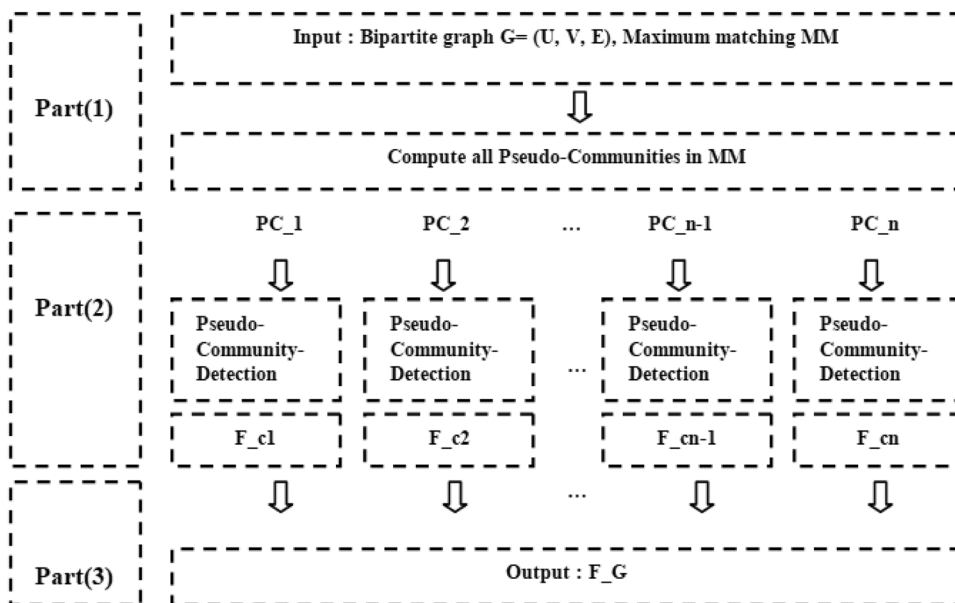 Input : Bipartite graph G= (U, V, E), Maximum matching MM
Part(1)
Compute all Pseudo-Communities in MM
PC_1 PC_2 ... PC_n-1 PC_n
Part(2)
Pseudo-
Community-
Detection
Pseudo-
Community-
Detection
...
Pseudo-
Community-
Detection
Pseudo-
Community-
Detection
F_c1 F_c2 F_cn-1 F_cn
...
Part(3)
Output : F_G